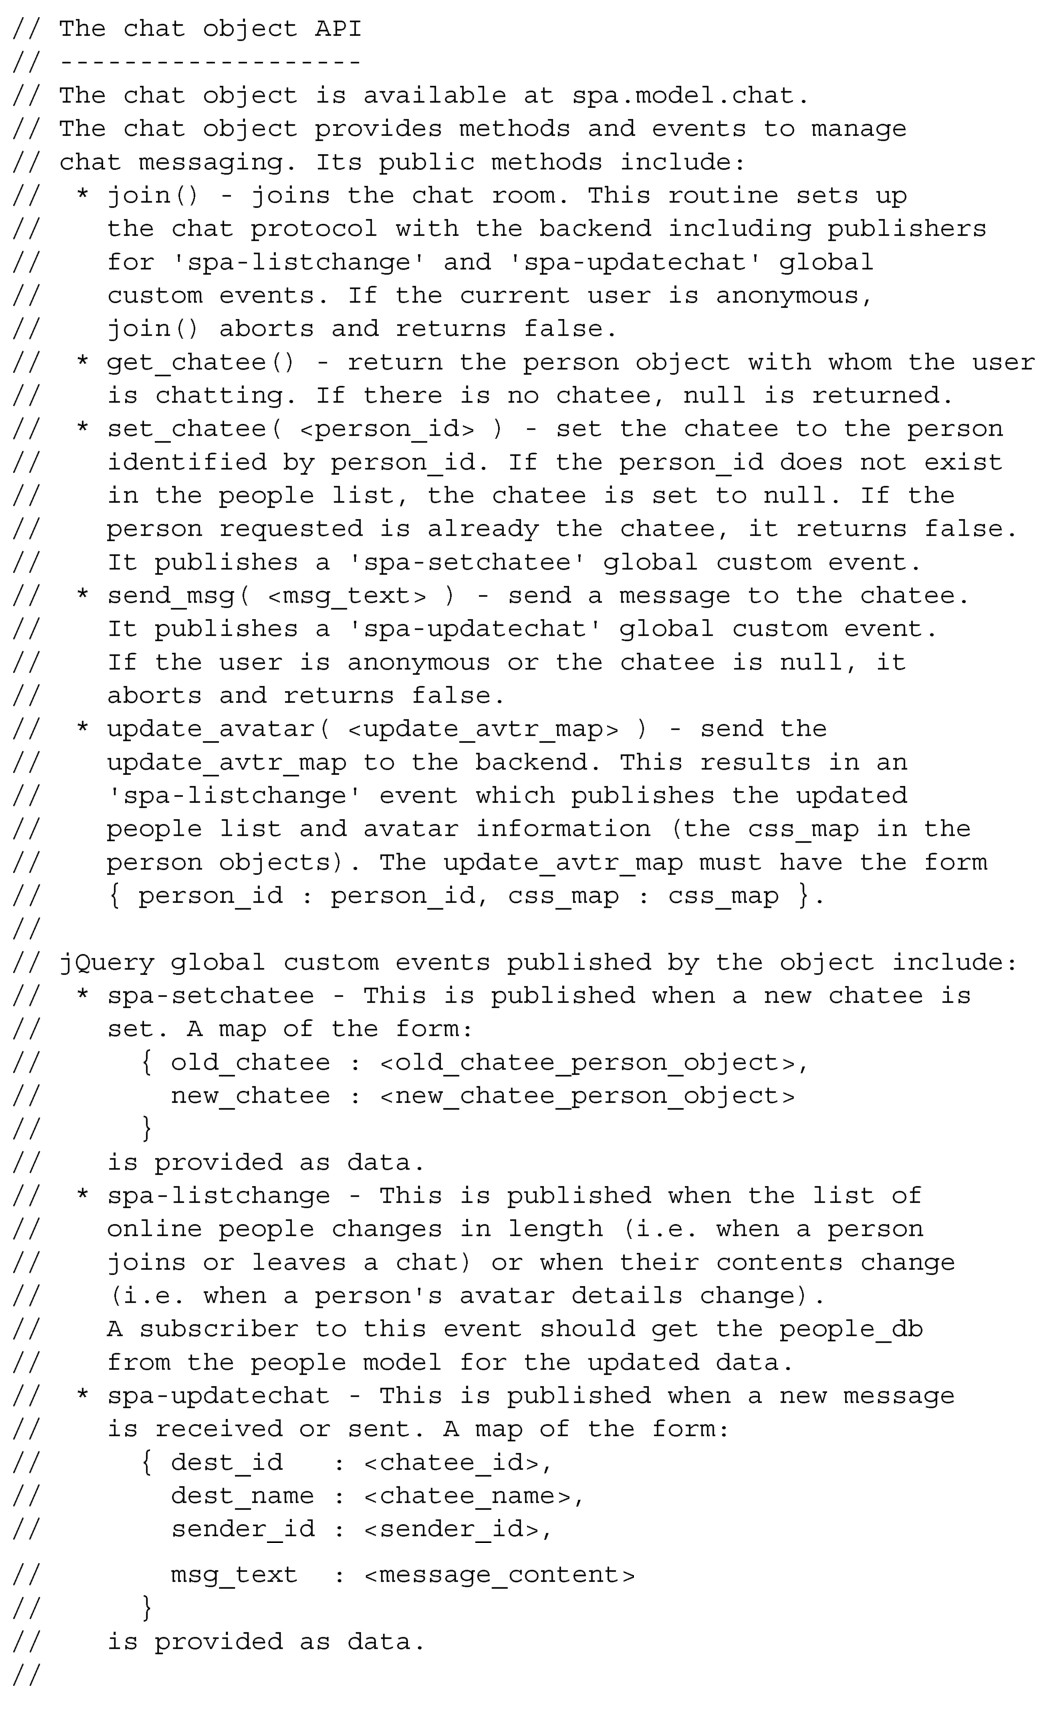 // The chat object API
// -------------------
// The chat object is available at spa.model.chat.
// The chat object provides methods and events to manage
// chat messaging. Its public methods include:
//  * join() - joins the chat room. This routine sets up
//    the chat protocol with the backend including publishers
//    for 'spa-listchange' and 'spa-updatechat' global
//    custom events. If the current user is anonymous,
//    join() aborts and returns false.
//  * get_chatee() - return the person object with whom the user
//    is chatting. If there is no chatee, null is returned.
//  * set_chatee( <person_id> ) - set the chatee to the person
//    identified by person_id. If the person_id does not exist
//    in the people list, the chatee is set to null. If the
//    person requested is already the chatee, it returns false.
//    It publishes a 'spa-setchatee' global custom event.
//  * send_msg( <msg_text> ) - send a message to the chatee.
//    It publishes a 'spa-updatechat' global custom event.
//    If the user is anonymous or the chatee is null, it
//    aborts and returns false.
//  * update_avatar( <update_avtr_map> ) - send the
//    update_avtr_map to the backend. This results in an
//    'spa-listchange' event which publishes the updated
//    people list and avatar information (the css_map in the
//    person objects). The update_avtr_map must have the form
//    { person_id : person_id, css_map : css_map }.
//
// jQuery global custom events published by the object include:
//  * spa-setchatee - This is published when a new chatee is
//    set. A map of the form:
//      { old_chatee : <old_chatee_person_object>,
//        new_chatee : <new_chatee_person_object>
//      }
//    is provided as data.
//  * spa-listchange - This is published when the list of
//    online people changes in length (i.e. when a person
//    joins or leaves a chat) or when their contents change
//    (i.e. when a person's avatar details change).
//    A subscriber to this event should get the people_db
//    from the people model for the updated data.
//  * spa-updatechat - This is published when a new message
//    is received or sent. A map of the form:
//      { dest_id   : <chatee_id>,
//        dest_name : <chatee_name>,
//        sender_id : <sender_id>,
//        msg_text  : <message_content>
//      }
//    is provided as data.
//